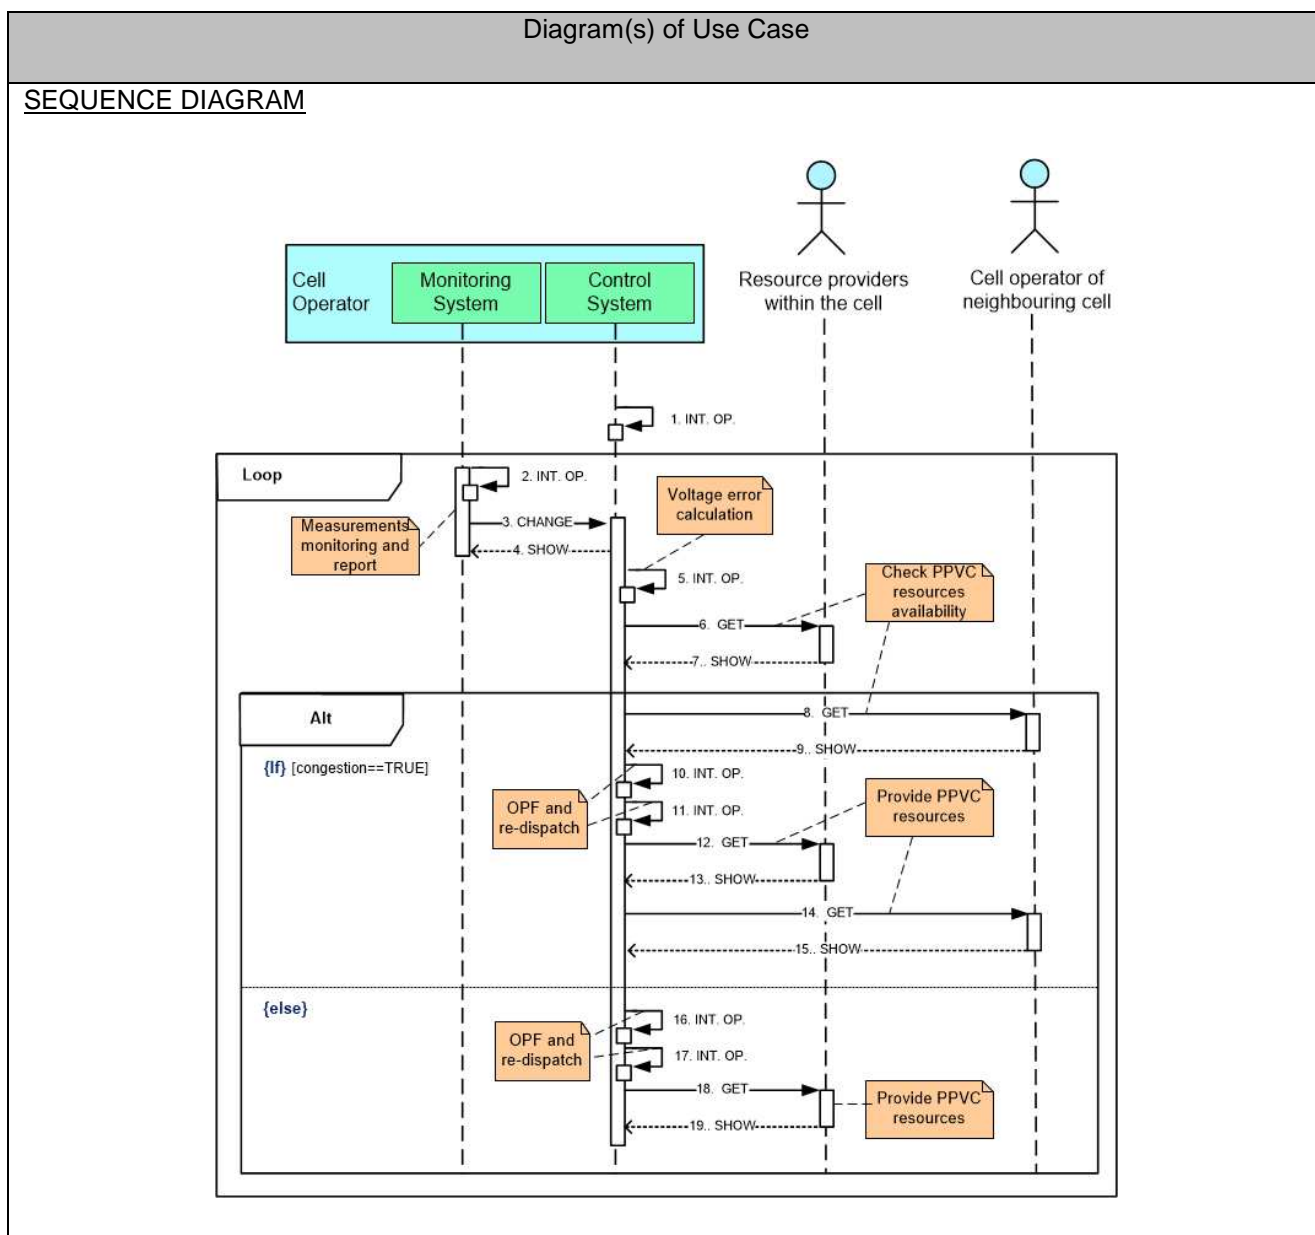 Diagram(s) of Use Case
SEQUENCE DIAGRAM
Cell
Operator
Monitoring
System
Control
System
Resource providers
within the cell
Cell operator of
neighbouring cell
1. INT. OP.
Loop
2. INT. OP.
Voltage error
calculation
Measurements
monitoring and
report
3. CHANGE
4. SHOW
5. INT. OP.
Check PPVC
resources
availability
6. GET
7.. SHOW
Alt
8. GET
9.. SHOW
{If} [congestion==TRUE]
10. INT. OP.
OPF and
re-dispatch
11. INT. OP.
Provide PPVC
resources
12. GET
13.. SHOW
14. GET
15.. SHOW
{else}
16. INT. OP.
OPF and
re-dispatch
17. INT. OP.
18. GET
Provide PPVC
resources
19.. SHOW